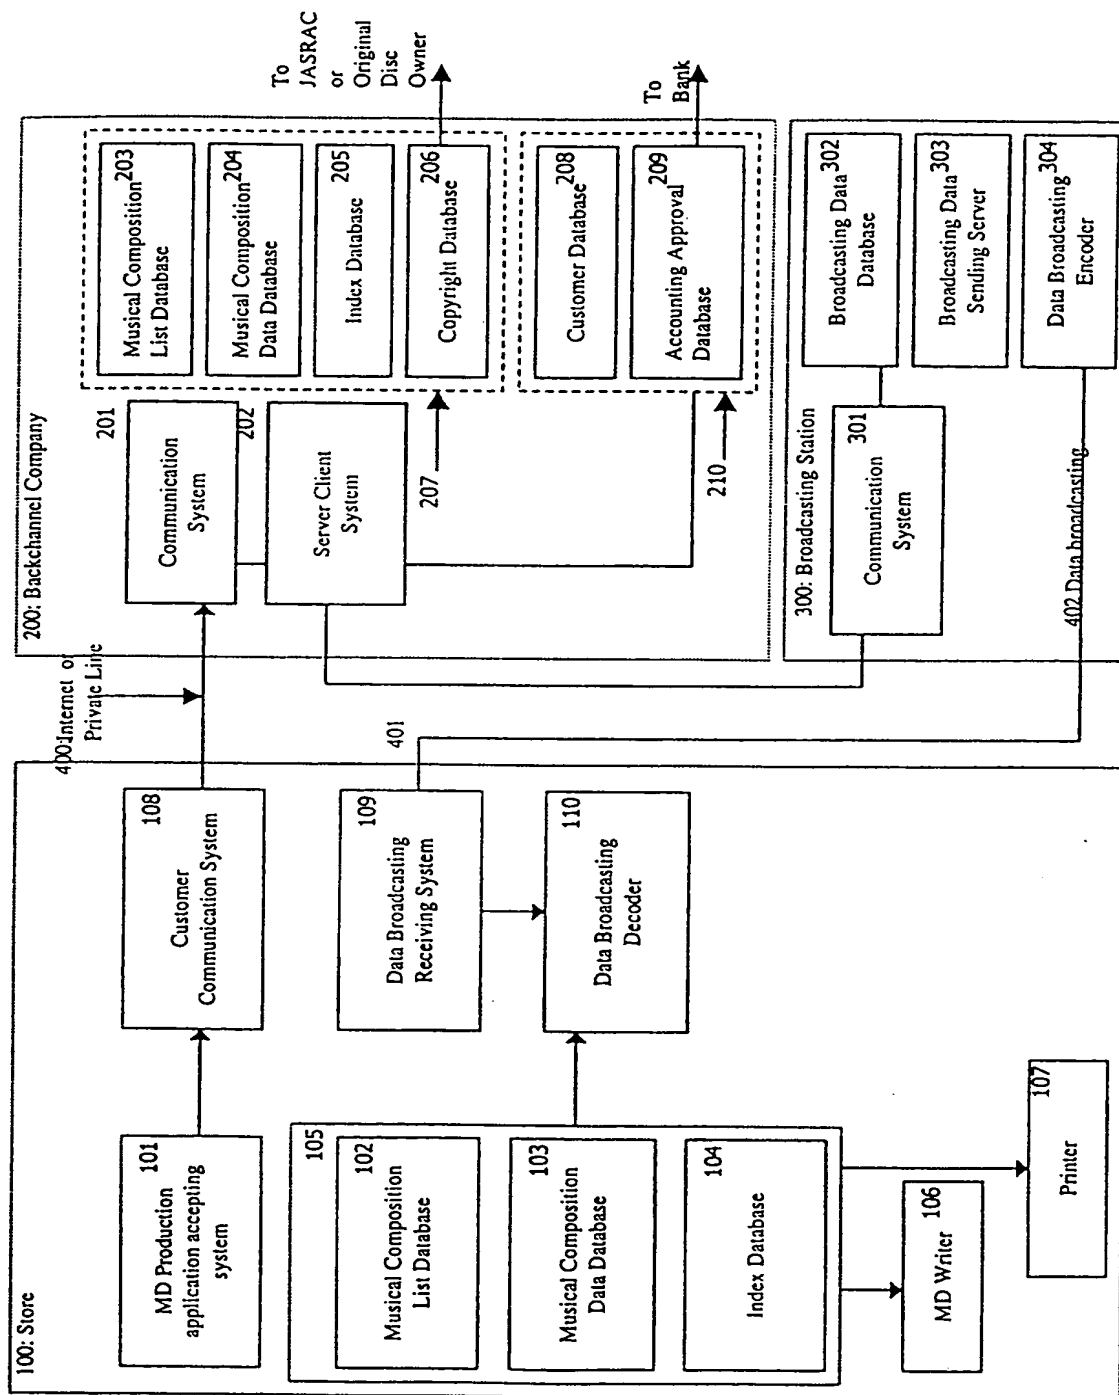 100: Store
101
MD Production
application accepting
system
108
Customer
Communication System
105
102
Musical Composition
List Database
103
Musical Composition
Data Database
104
Index Database
106
MD Writer
107
Printer
109
Data Broadcasting
Receiving System
110
Data Broadcasting
Decoder
400:Internet or
Private Line
401
200: Backchannel Company
201
Communication
System
202
Server Client
System
203
Musical Composition
List Database
204
Musical Composition
Data Database
205
Index Database
206
Copyright Database
207
To
JASRAC
or
Original
Disc
Owner
208
Customer Database
209
Accounting Approval
Database
210
To
Bank
300: Broadcasting Station
301
Communication
System
302
Broadcasting Data
Database
303
Broadcasting Data
Sending Server
304
Data Broadcasting
Encoder
402 Data broadcasting